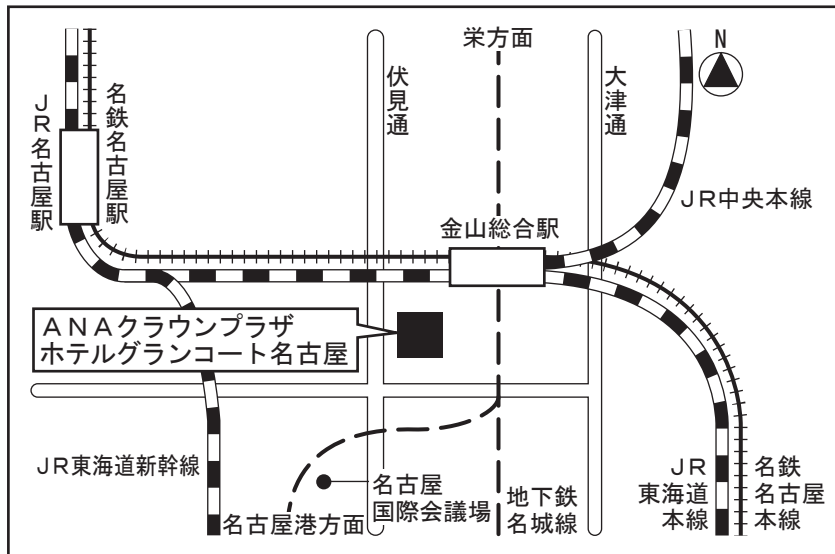 栄方面
N
伏見通
大津通
JR名古屋駅
名鉄名古屋駅
JR中央本線
金山総合駅
ANAクラウンプラザ
ホテルグランコート名古屋
JR東海道新幹線
名古屋
国際会議場
名古屋港方面
地下鉄
名城線
JR
東海道
本線
名鉄
名古屋
本線